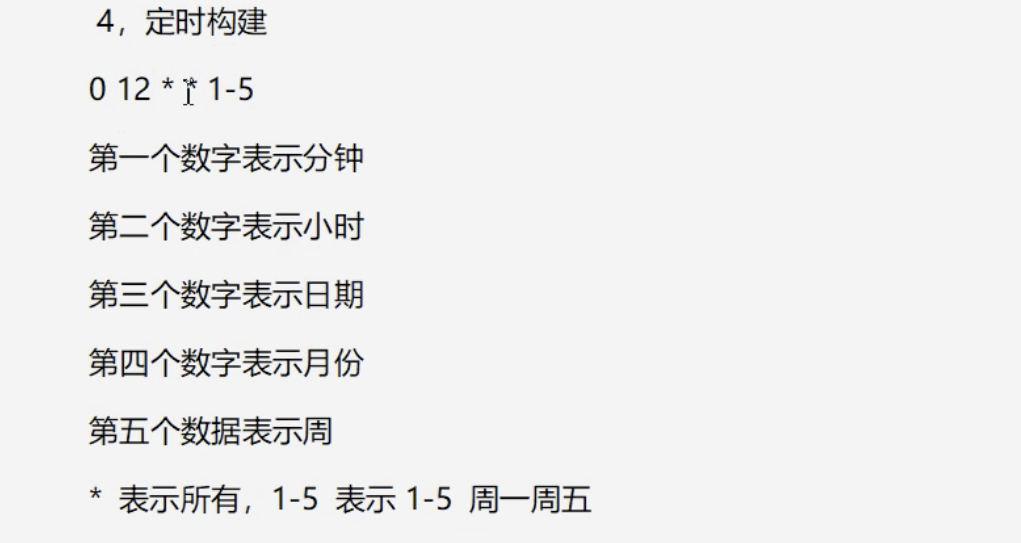 4，定时构建
0 12 * * 1-5
第一个数字表示分钟
第二个数字表示小时
第三个数字表示日期
第四个数字表示月份
第五个数据表示周
* 表示所有，1-5 表示 1-5 周一周五